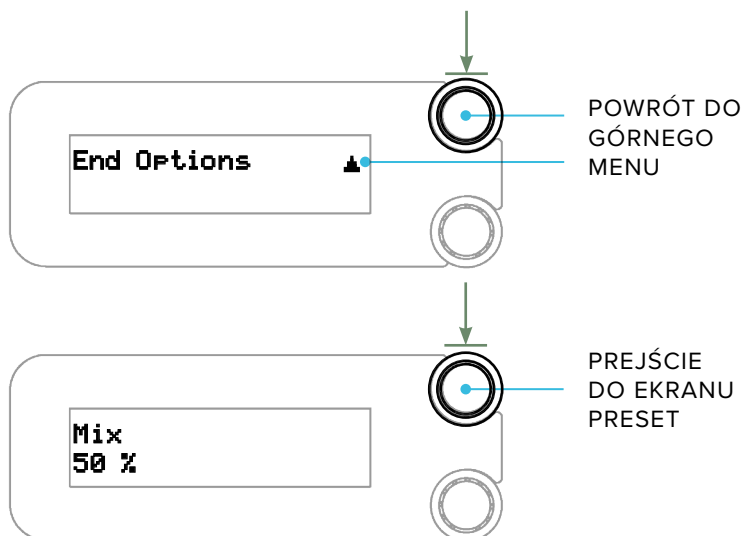 POWRÓT DO
GÓRNEGO
MENU
End Options
PREJŚCIE
DO EKRANU
PRESET
Mix
50 %